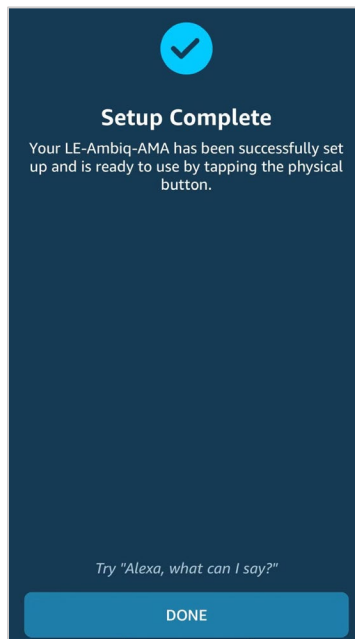 Setup Complete
Your LE-Ambiq-AMA has been successfully set
up and is ready to use by tapping the physical
button.
Try "Alexa, what can I say?"
DONE